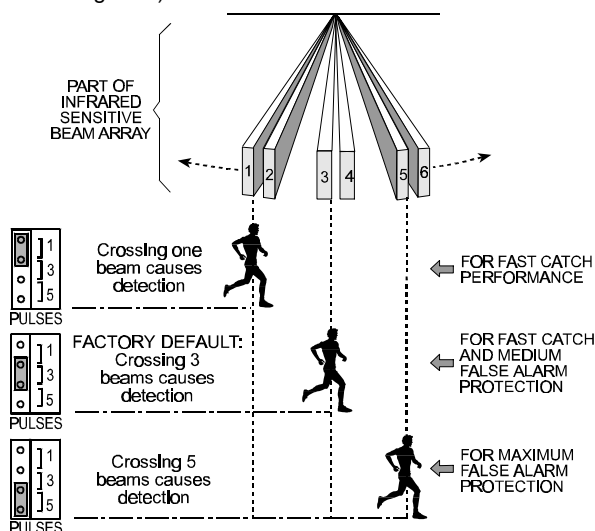 PART OF
INFRARED
SENSITIVE
BEAM ARRAY
1 2 3 4 5 6
1
3
5
PULSES
Crossing one
beam causes
detection
FOR FAST CATCH
PERFORMANCE
1
3
5
PULSES
FACTORY DEFAULT:
Crossing 3
beams causes
detection
FOR FAST CATCH
AND MEDIUM
FALSE ALARM
PROTECTION
1
3
5
PULSES
Crossing 5
beams causes
detection
FOR MAXIMUM
FALSE ALARM
PROTECTION